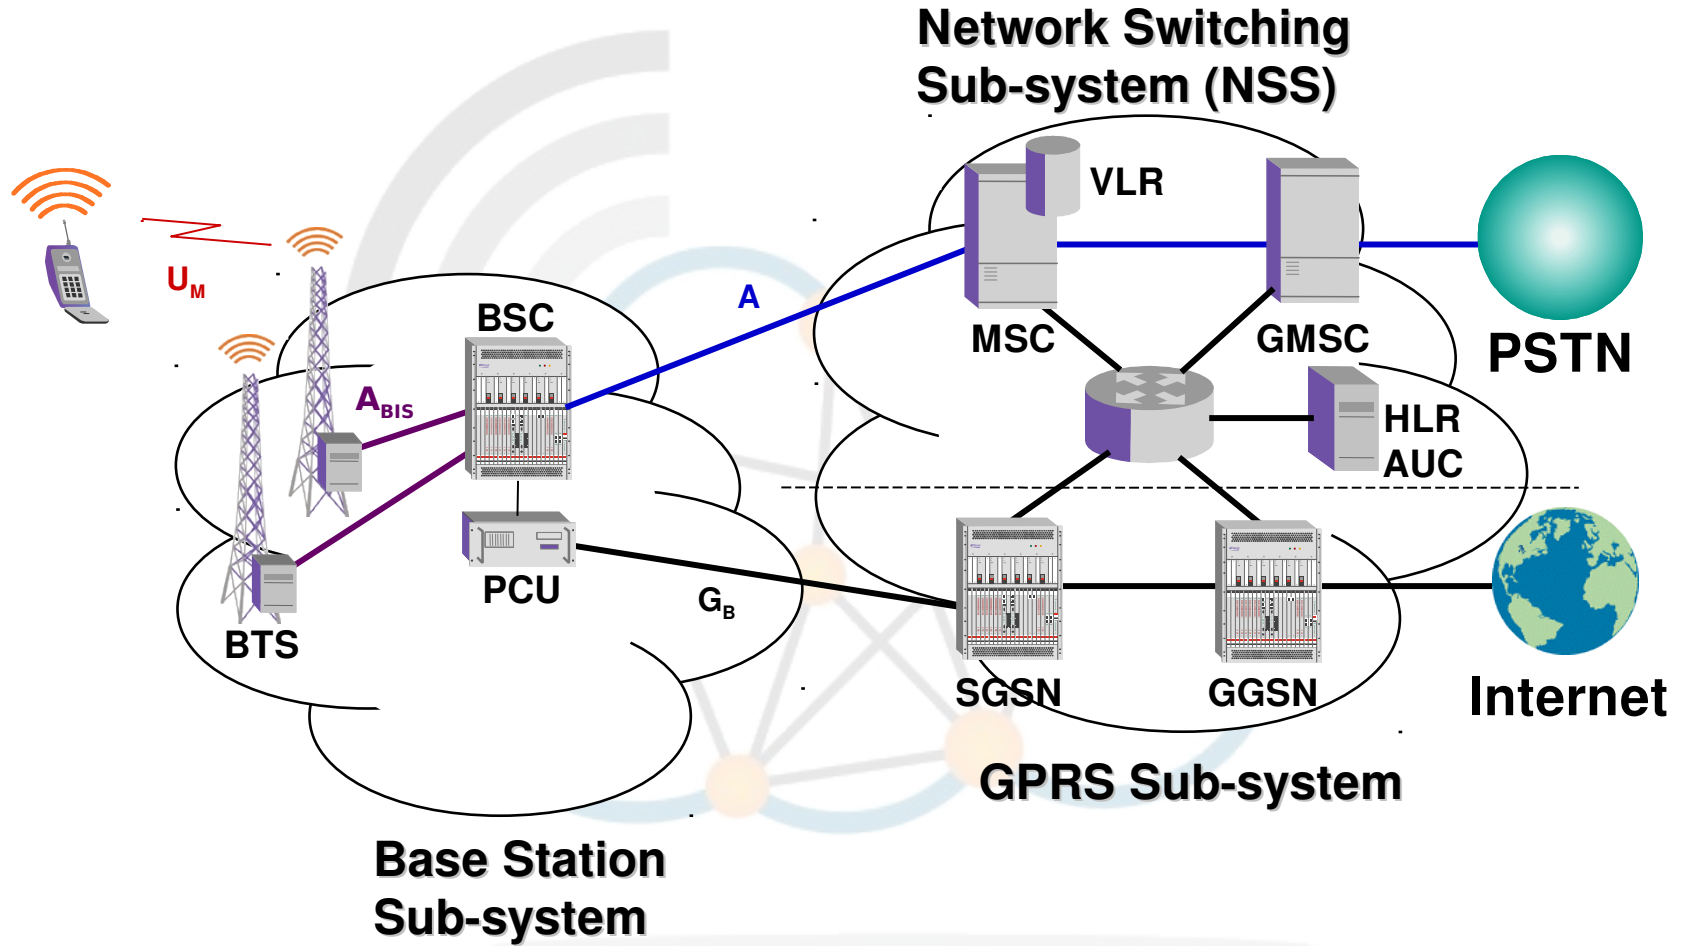 Network Switching
Sub-system (NSS)
VLR
U_M
A
BSC
MSC
GMSC
PSTN
A_BIS
HLR
AUC
PCU
G_B
BTS
SGSN
GGSN
Internet
GPRS Sub-system
Base Station
Sub-system